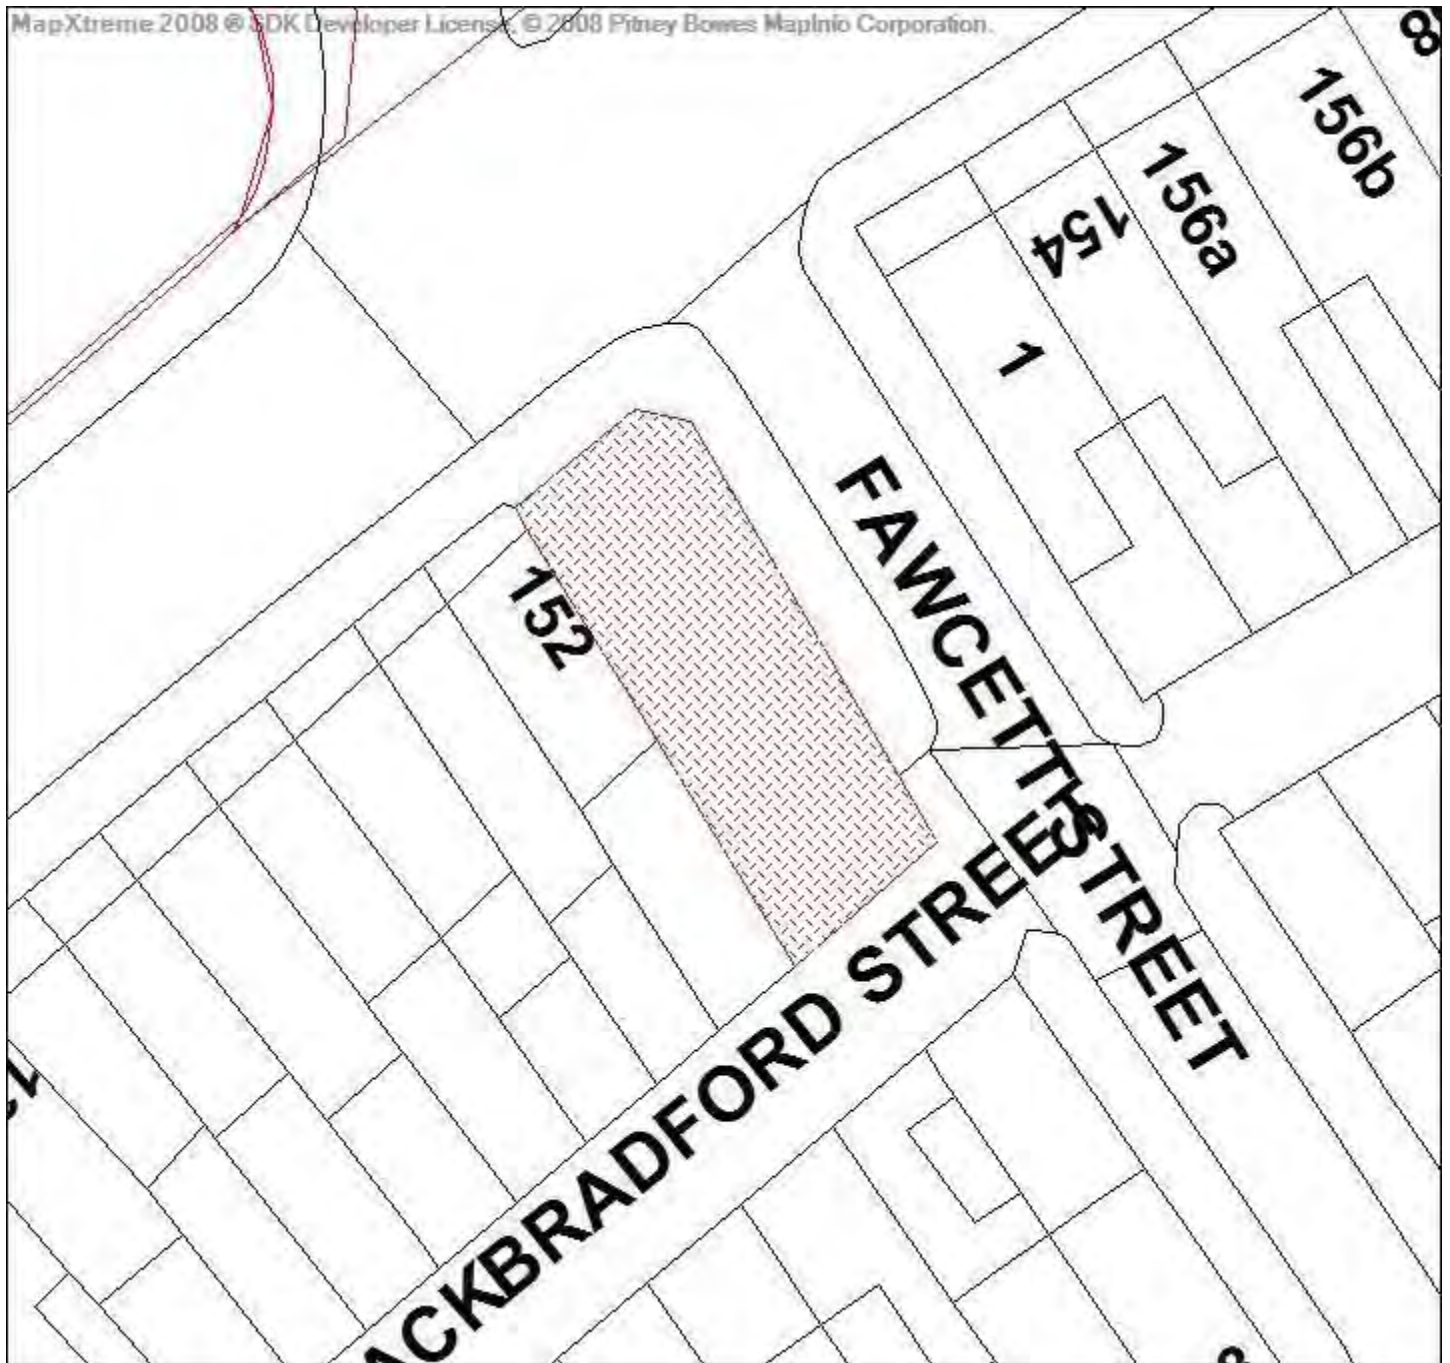 MapXtreme 2008 ® SDK Developer License. © 2008 Pitney Bowes MapInfo Corporation.
8
156b
156a
154
1
FAWCETT STREET
152
ACKBRADFORD STREET